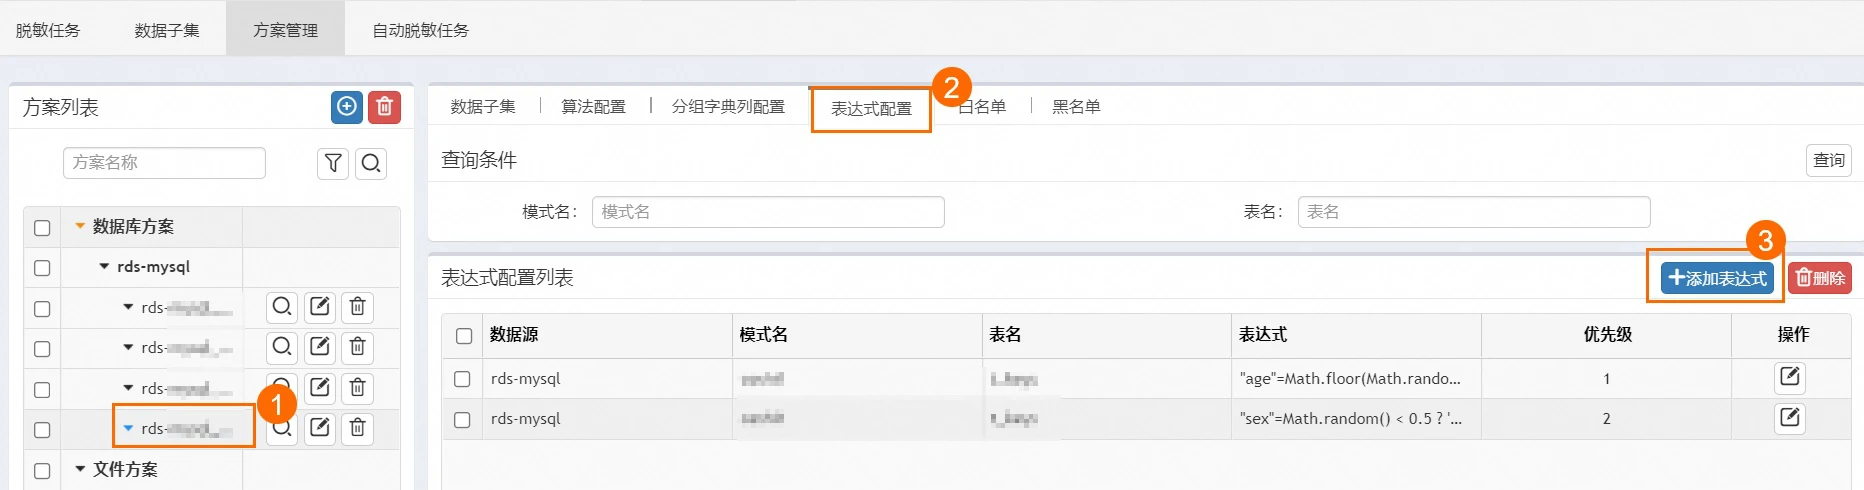 脱敏任务 数据子集 方案管理 自动脱敏任务
方案列表
方案名称
数据库方案
rds-mysql
rds-
rds-
rds-
rds-
1
文件方案
数据子集 算法配置 分组字典列配置 表达式配置 白名单 黑名单
2
查询条件 查询
模式名: 模式名 表名: 表名
3
表达式配置列表 添加表达式 删除
数据源 模式名 表名 表达式 优先级 操作
rds-mysql "age"=Math.floor(Math.rando... 1
rds-mysql "sex"=Math.random() < 0.5 ? '... 2